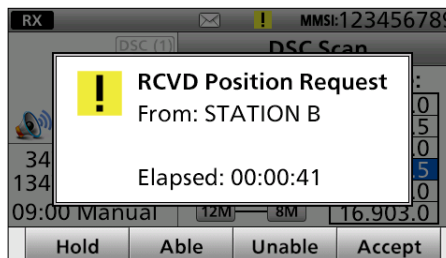 RX MMSI:123456789
DSC (1) DSC Scan
RCVD Position Request
From: STATION B
Elapsed: 00:00:41
34
134
09:00 Manual 12M 8M 16.903.0
Hold Able Unable Accept